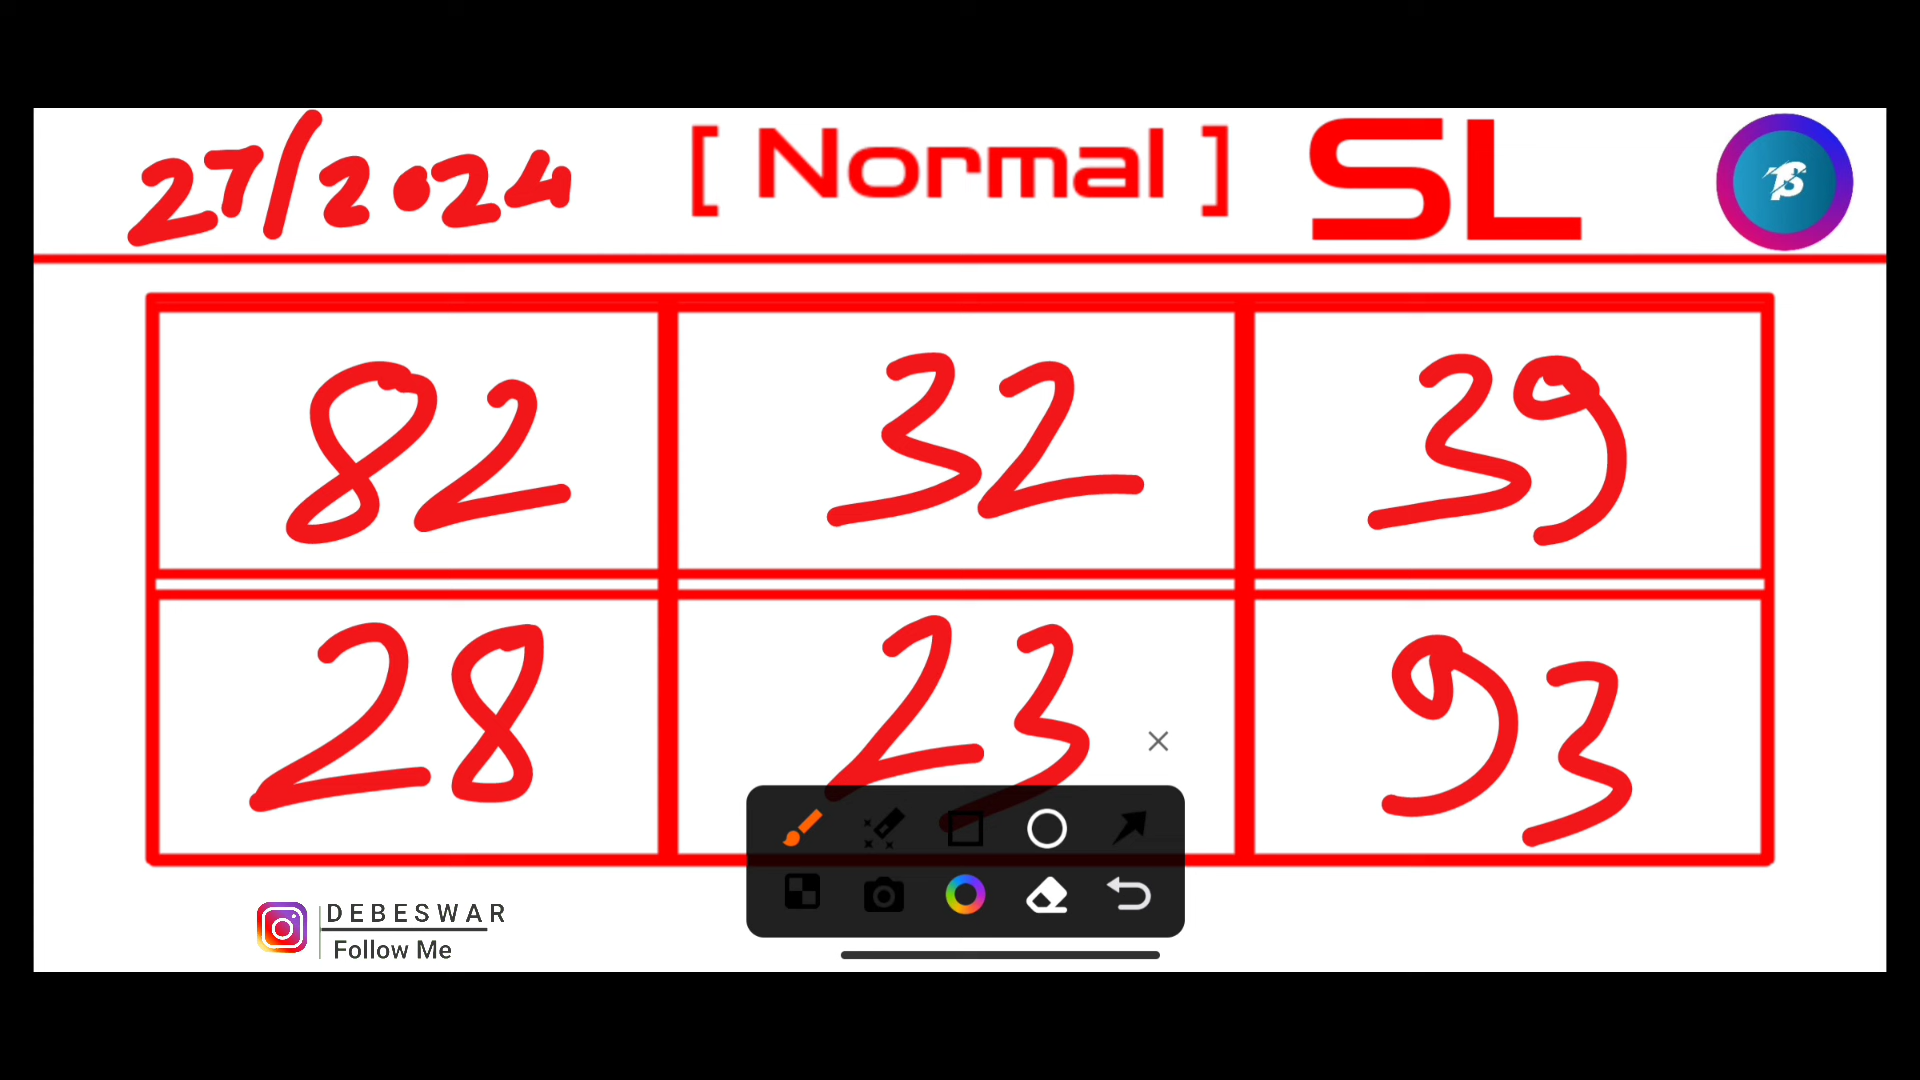 27/2024 [ Normal ] SL
82 32 39
28 23 93
DEBESWAR
Follow Me